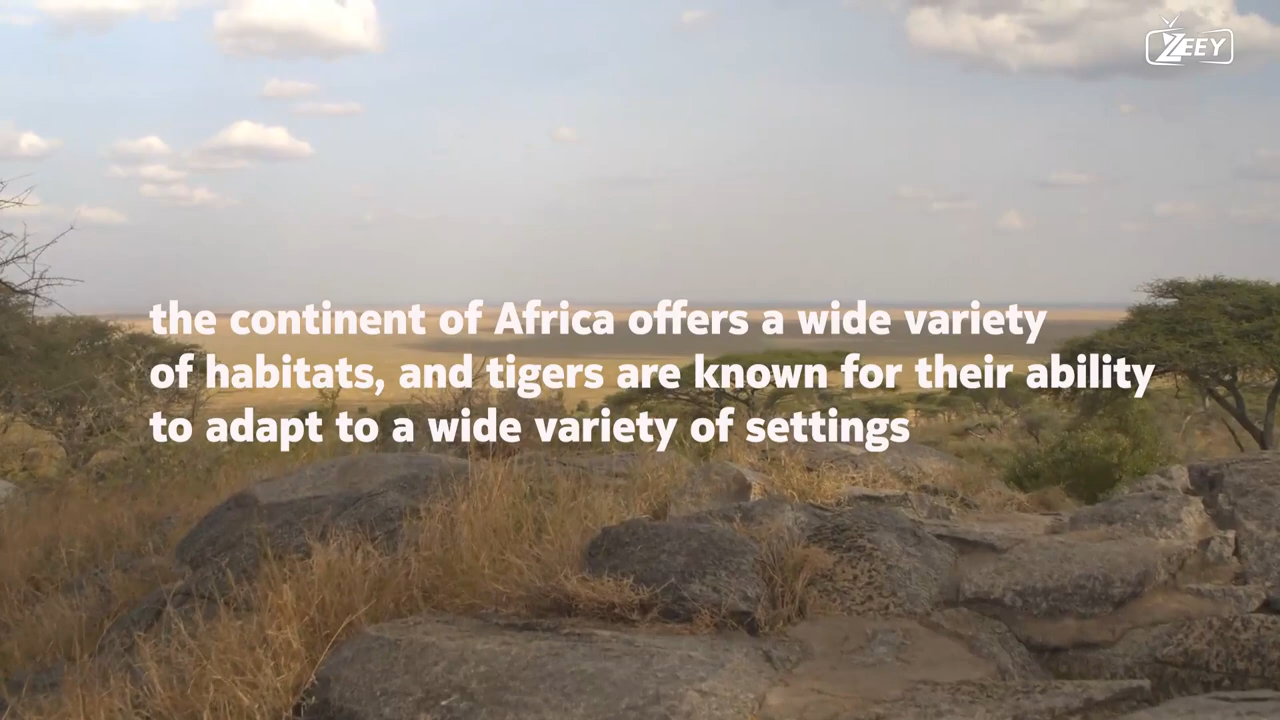 ZEEY
the continent of Africa offers a wide variety
of habitats, and tigers are known for their ability
to adapt to a wide variety of settings